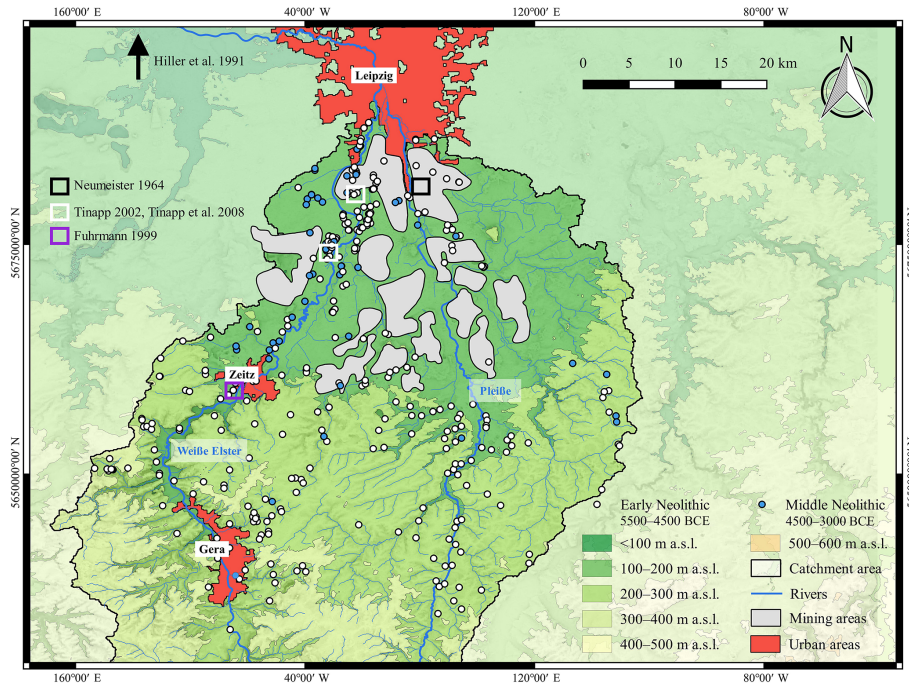 160°00′ E
40°00′ W
120°00′ E
80°00′ W
Hiller et al. 1991
Leipzig
0 5 10 15 20 km
N
Neumeister 1964
Tinapp 2002, Tinapp et al. 2008
Fuhrmann 1999
5675000°00″ N
Zeitz
Pleiße
Weiße Elster
5650000°00″ N
Gera
Early Neolithic
5500–4500 BCE
<100 m a.s.l.
100–200 m a.s.l.
200–300 m a.s.l.
300–400 m a.s.l.
400–500 m a.s.l.
Middle Neolithic
4500–3000 BCE
500–600 m a.s.l.
Catchment area
Rivers
Mining areas
Urban areas
160°00′ E
40°00′ W
120°00′ E
80°00′ W